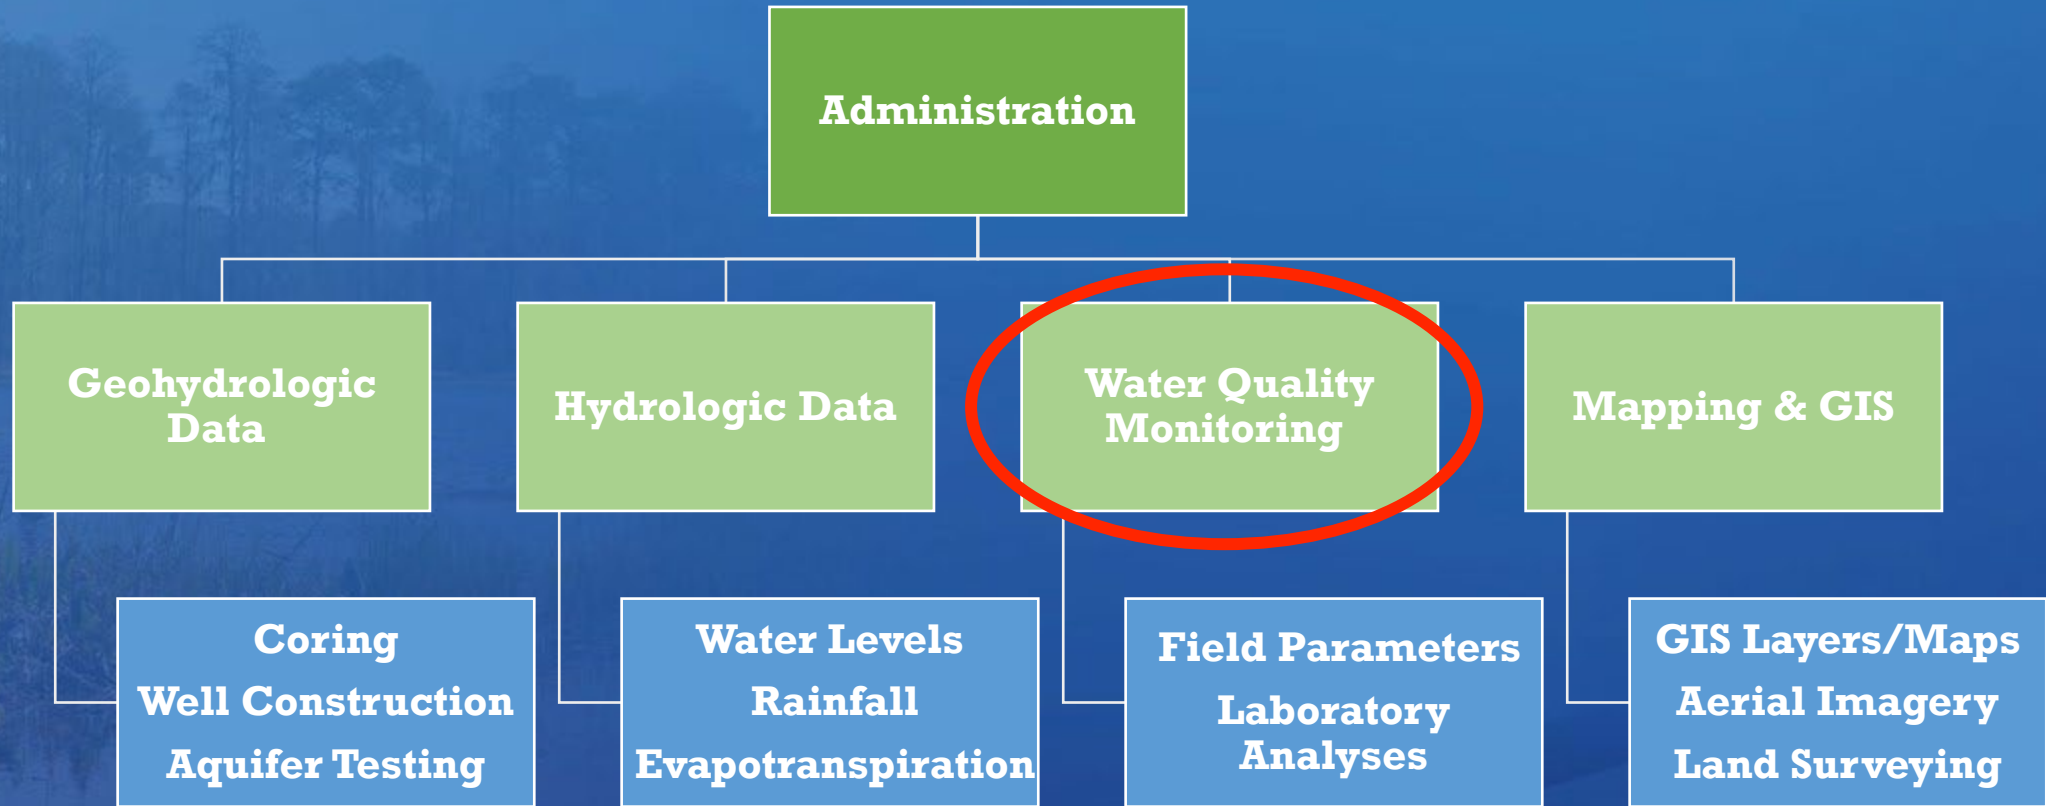 Administration
Geohydrologic
Data
Hydrologic Data
Water Quality
Monitoring
Mapping & GIS
Coring
Well Construction
Aquifer Testing
Water Levels
Rainfall
Evapotranspiration
Field Parameters
Laboratory
Analyses
GIS Layers/Maps
Aerial Imagery
Land Surveying